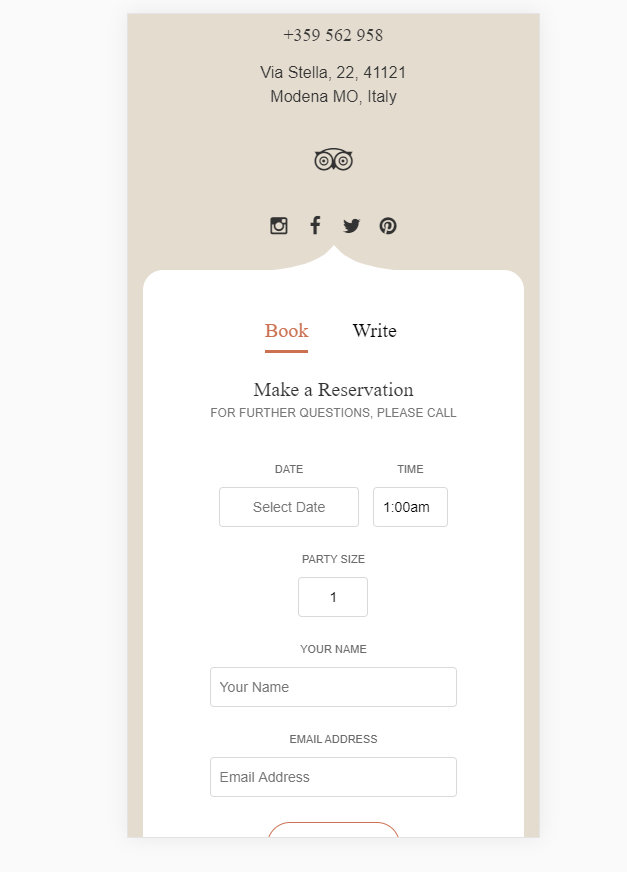 +359 562 958
Via Stella, 22, 41121
Modena MO, Italy
Book Write
Make a Reservation
FOR FURTHER QUESTIONS, PLEASE CALL
DATE TIME
Select Date 1:00am
PARTY SIZE
1
YOUR NAME
Your Name
EMAIL ADDRESS
Email Address